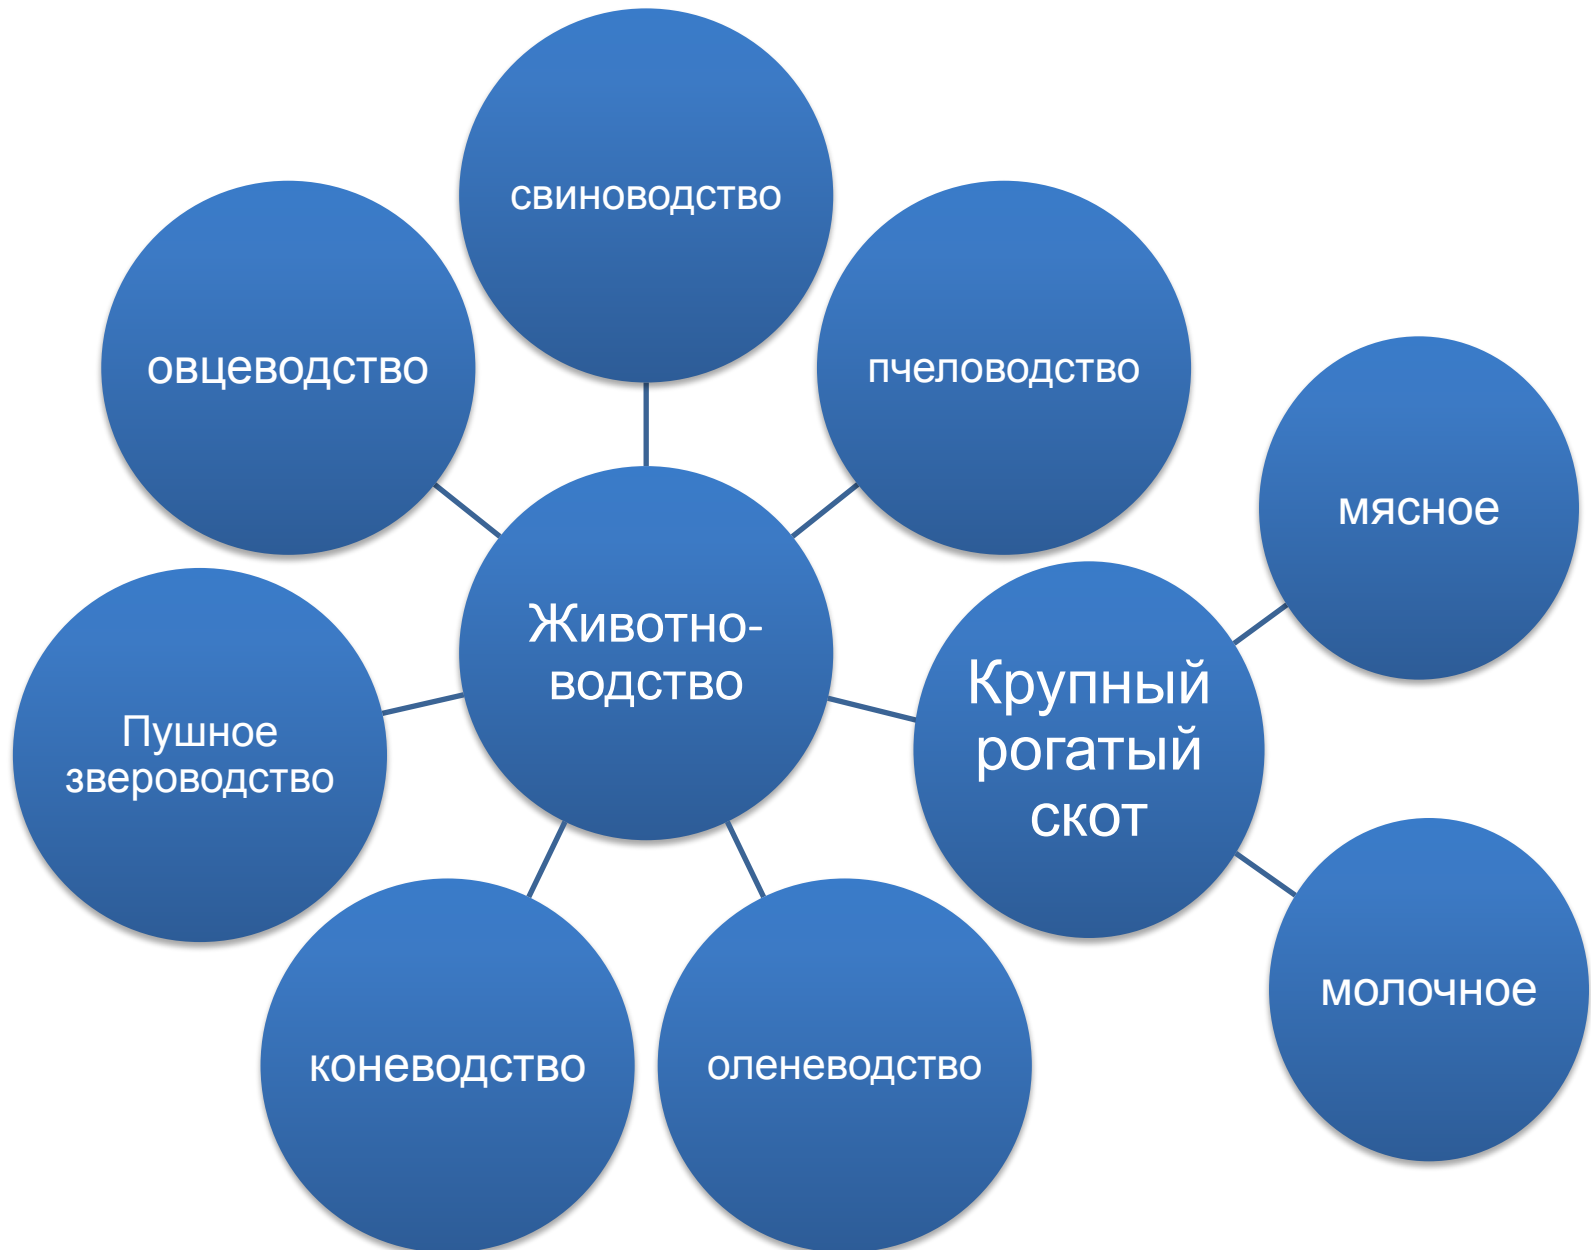 свиноводство
овцеводство
пчеловодство
мясное
Животно-
водство
Крупный
рогатый
скот
Пушное
звероводство
молочное
коневодство
оленеводство